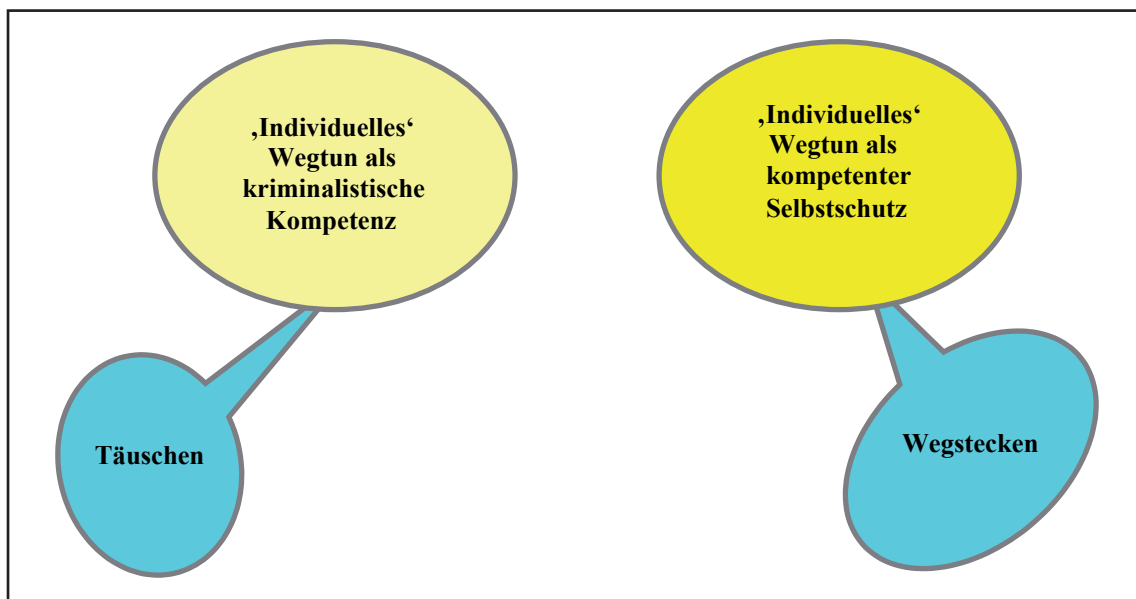 ‚Individuelles‘
Wegtun als
kriminalistische
Kompetenz
‚Individuelles‘
Wegtun als
kompetenter
Selbstschutz
Täuschen
Wegstecken